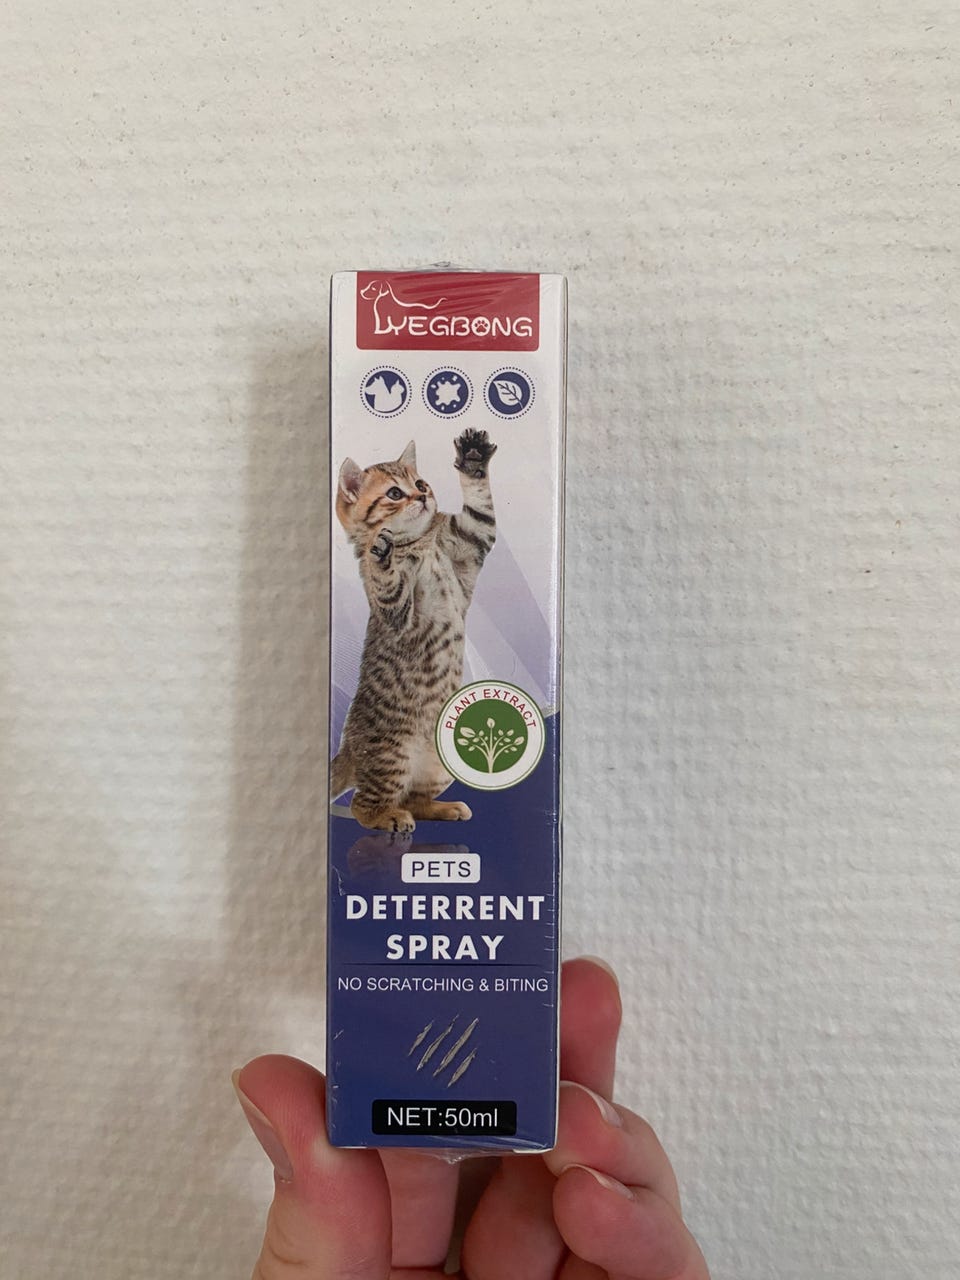 YEGBONG
PLANT EXTRACT
PETS
DETERRENT
SPRAY
NO SCRATCHING & BITING
NET:50ml